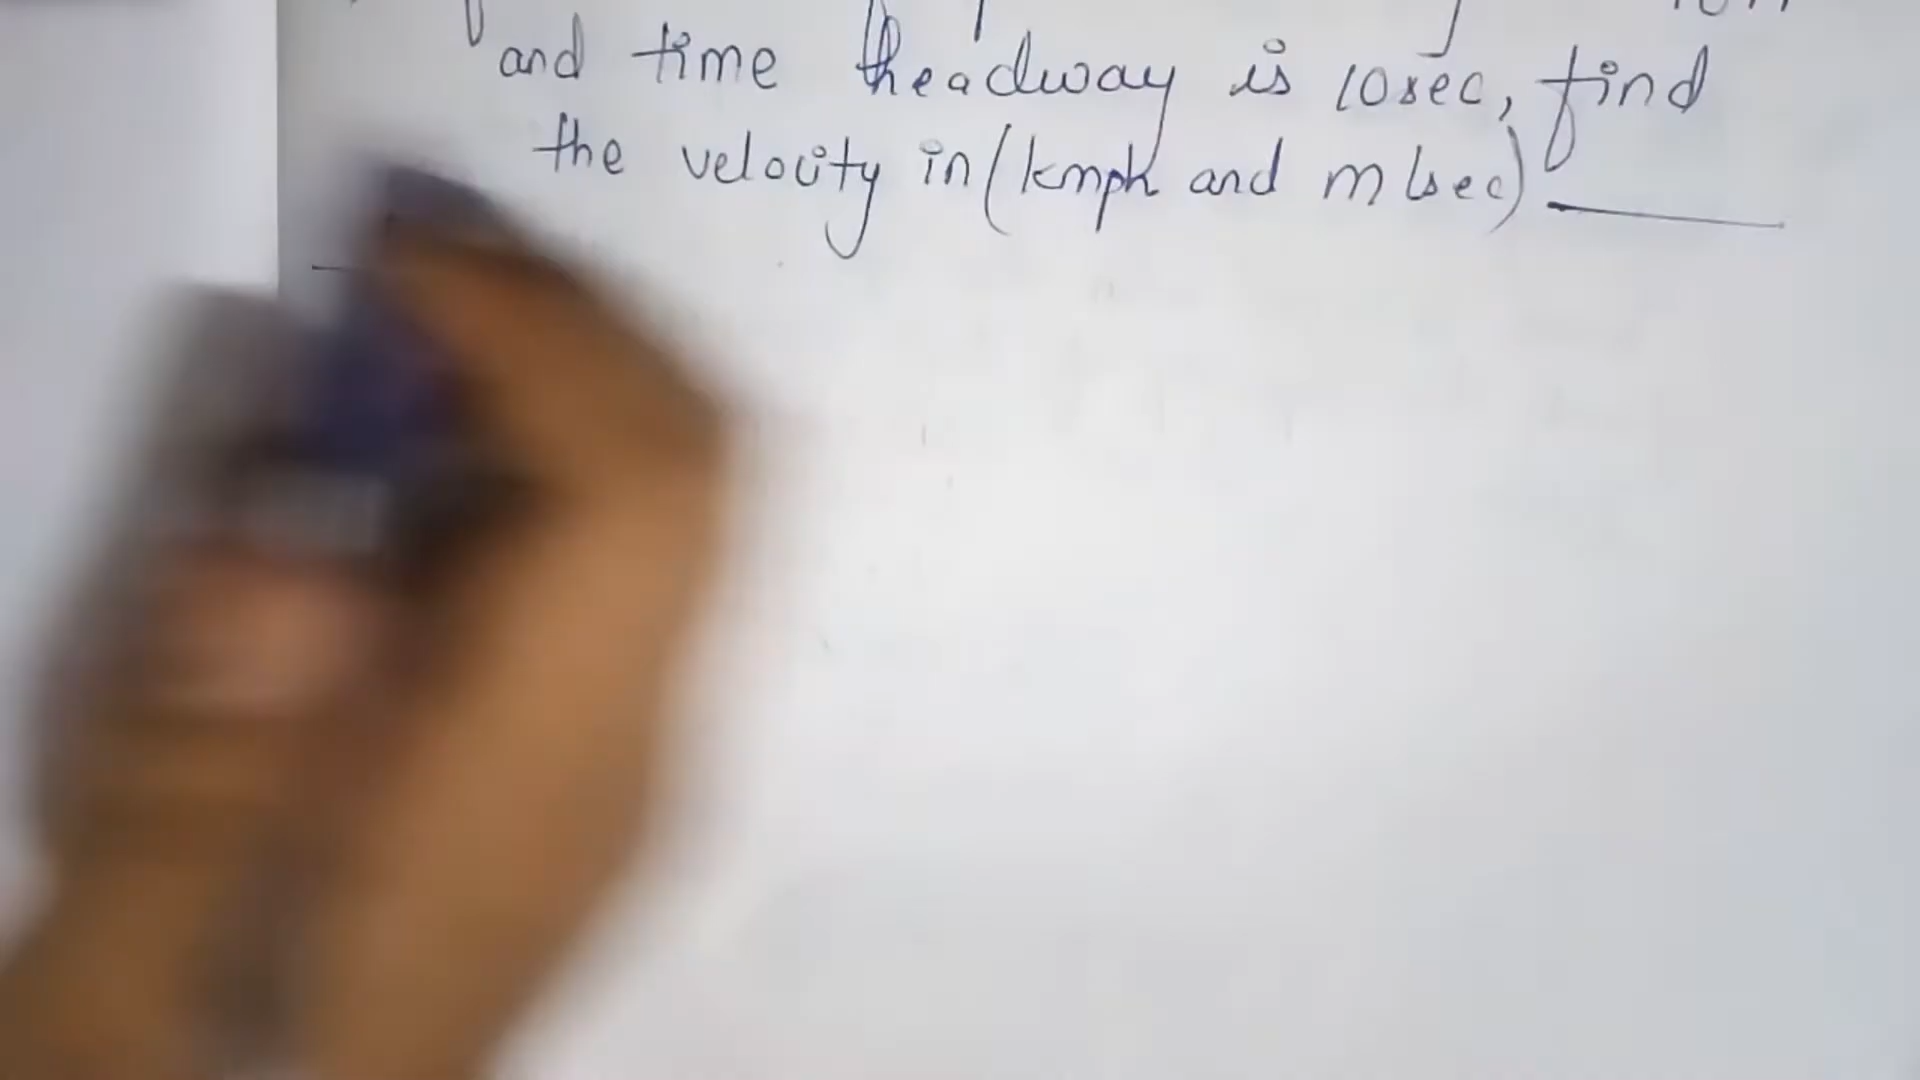 and time headway is 10sec, find
the velocity in (kmph and m/sec)